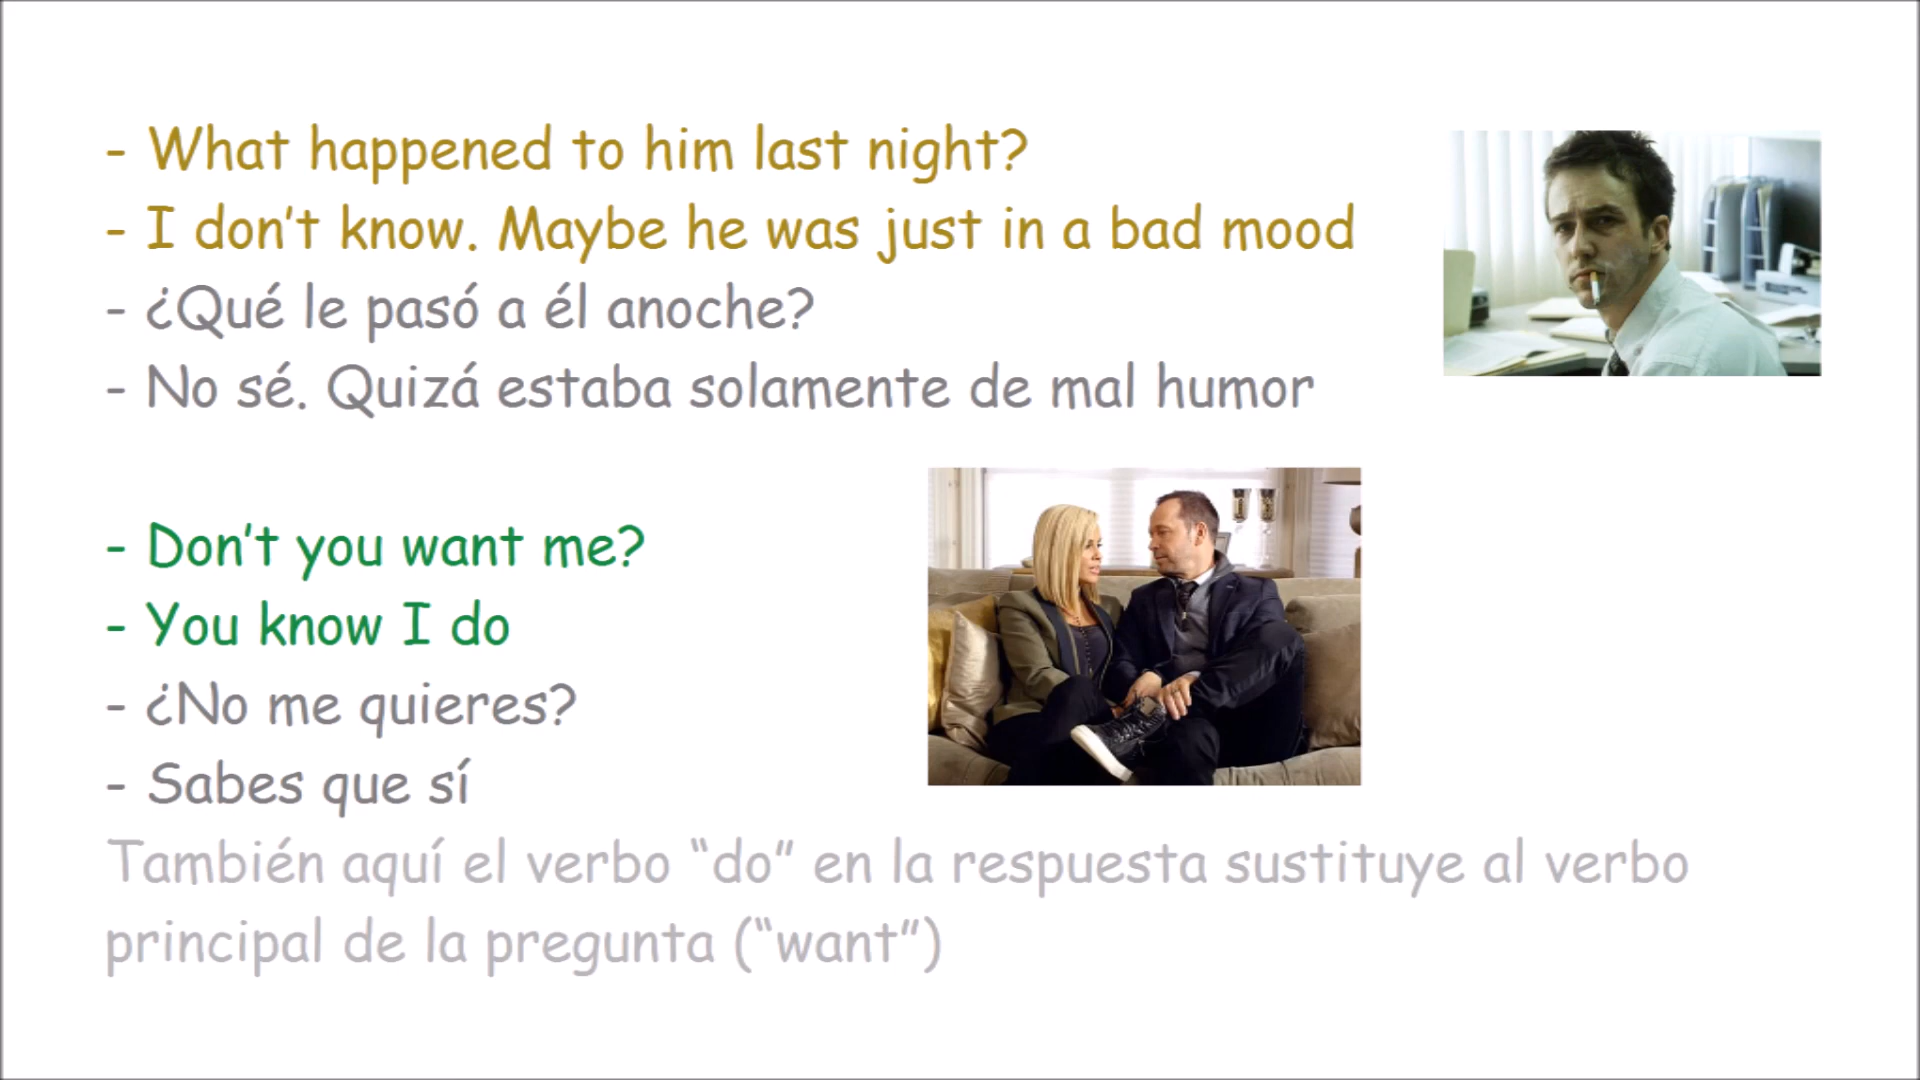 - What happened to him last night?
- I don’t know. Maybe he was just in a bad mood
- ¿Qué le pasó a él anoche?
- No sé. Quizá estaba solamente de mal humor
- Don’t you want me?
- You know I do
- ¿No me quieres?
- Sabes que sí
También aquí el verbo “do” en la respuesta sustituye al verbo
principal de la pregunta (“want”)